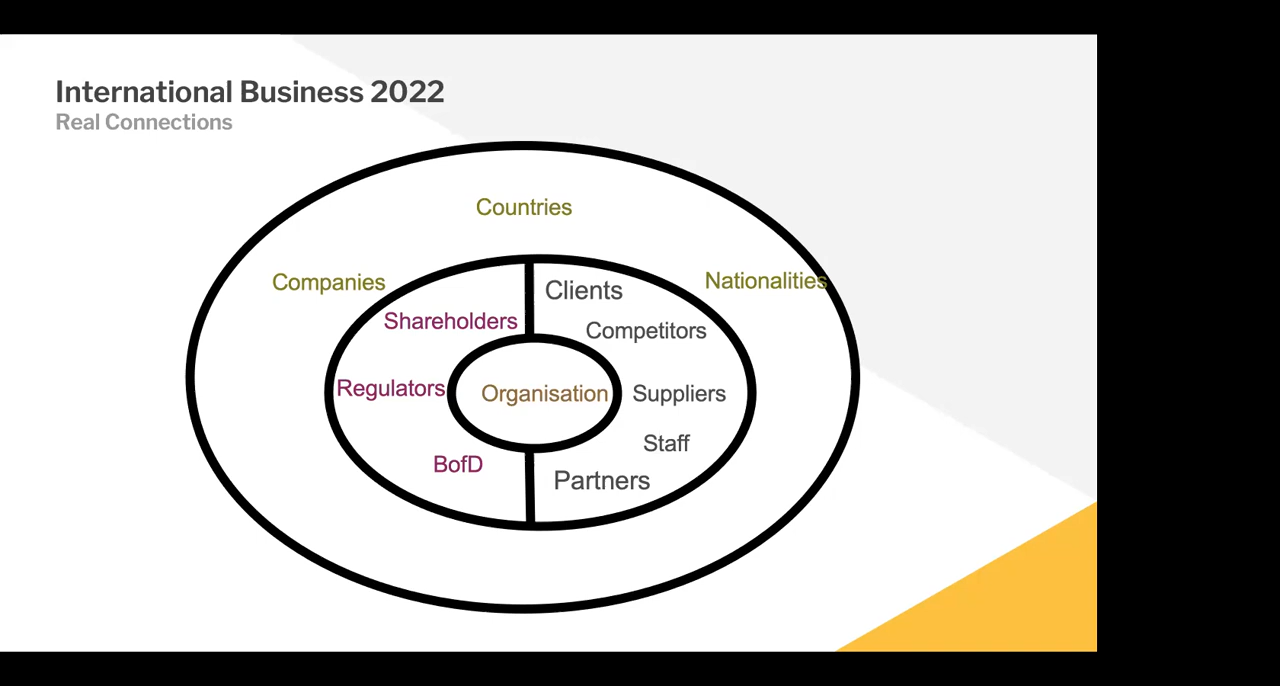 International Business 2022
Real Connections
Countries
Companies
Nationalities
Shareholders
Regulators
BofD
Organisation
Clients
Competitors
Suppliers
Staff
Partners